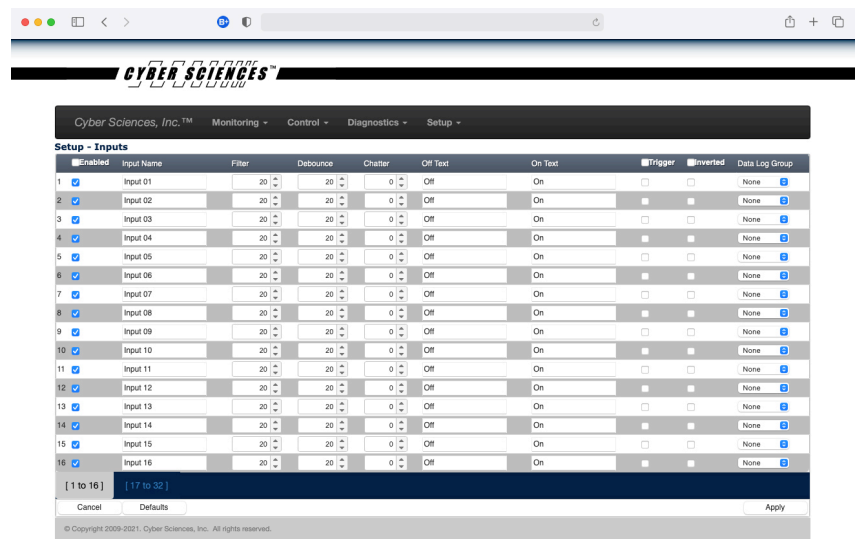 CYBER SCIENCES™
Cyber Sciences, Inc.™ Monitoring Control Diagnostics Setup
Setup - Inputs
Enabled Input Name Filter Debounce Chatter Off Text On Text Trigger Inverted Data Log Group
1 Input 01 20 20 0 Off On None
2 Input 02 20 20 0 Off On None
3 Input 03 20 20 0 Off On None
4 Input 04 20 20 0 Off On None
5 Input 05 20 20 0 Off On None
6 Input 06 20 20 0 Off On None
7 Input 07 20 20 0 Off On None
8 Input 08 20 20 0 Off On None
9 Input 09 20 20 0 Off On None
10 Input 10 20 20 0 Off On None
11 Input 11 20 20 0 Off On None
12 Input 12 20 20 0 Off On None
13 Input 13 20 20 0 Off On None
14 Input 14 20 20 0 Off On None
15 Input 15 20 20 0 Off On None
16 Input 16 20 20 0 Off On None
[ 1 to 16 ] [ 17 to 32 ]
Cancel Defaults Apply
© Copyright 2009-2021. Cyber Sciences, Inc. All rights reserved.